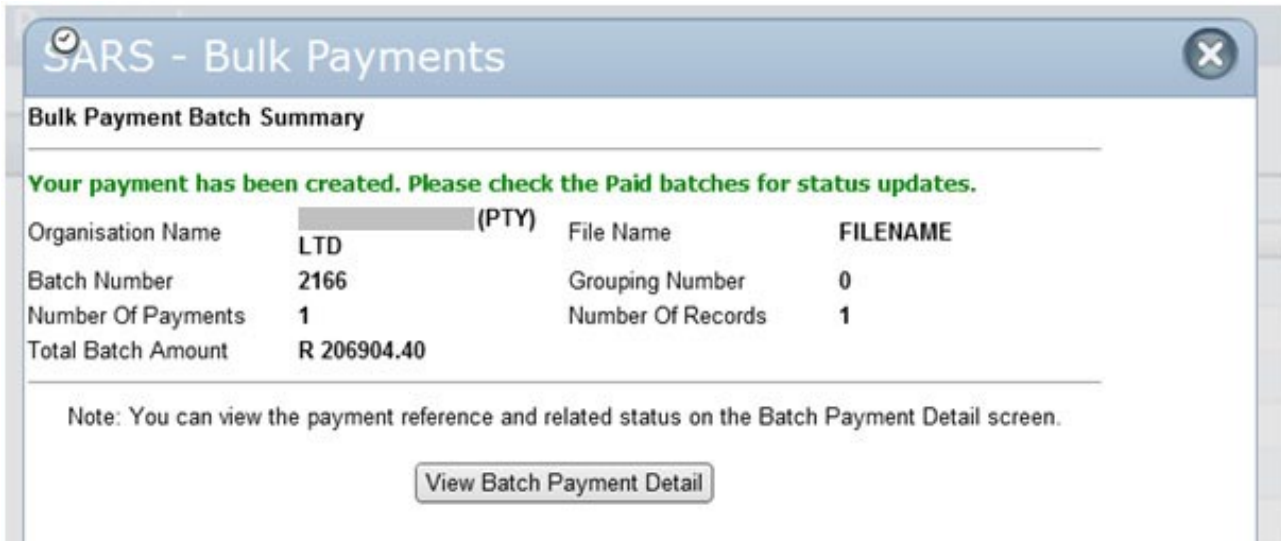 SARS - Bulk Payments
Bulk Payment Batch Summary
Your payment has been created. Please check the Paid batches for status updates.
Organisation Name (PTY) LTD File Name FILENAME
Batch Number 2166 Grouping Number 0
Number Of Payments 1 Number Of Records 1
Total Batch Amount R 206904.40
Note: You can view the payment reference and related status on the Batch Payment Detail screen.
View Batch Payment Detail